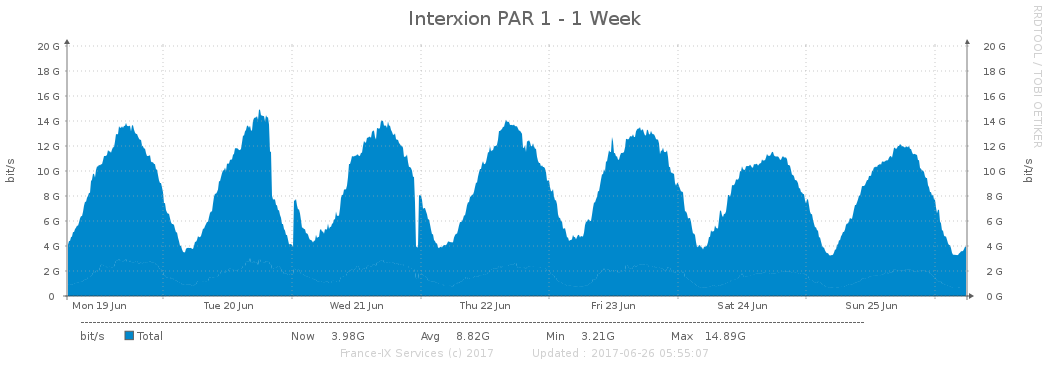 Interxion PAR 1 - 1 Week
RRDTOOL / TOBI OETIKER
20 G 20 G
18 G 18 G
16 G 16 G
14 G 14 G
12 G 12 G
10 G 10 G
8 G 8 G
6 G 6 G
4 G 4 G
2 G 2 G
0 0 G
bit/s bit/s
Mon 19 Jun Tue 20 Jun Wed 21 Jun Thu 22 Jun Fri 23 Jun Sat 24 Jun Sun 25 Jun
bit/s Total Now 3.98G Avg 8.82G Min 3.21G Max 14.89G
France-IX Services (c) 2017 Updated : 2017-06-26 05:55:07